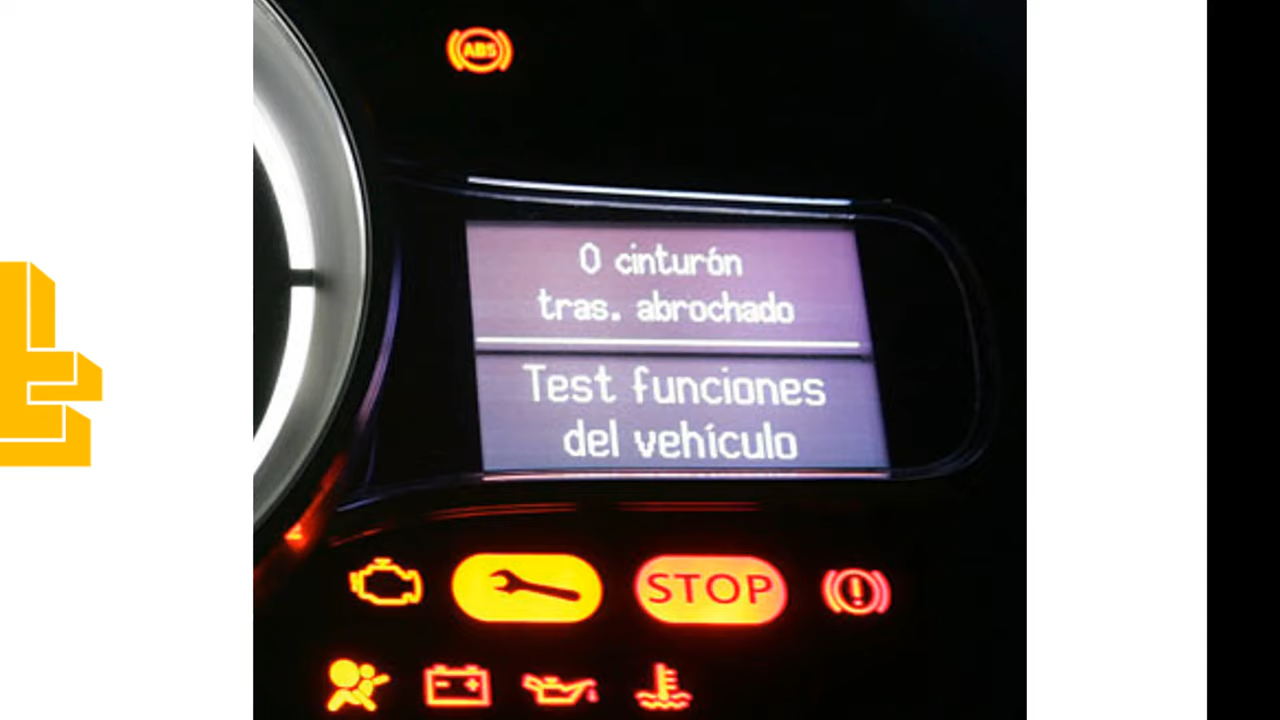 ABS
0 cinturón
tras. abrochado
Test funciones
del vehículo
STOP